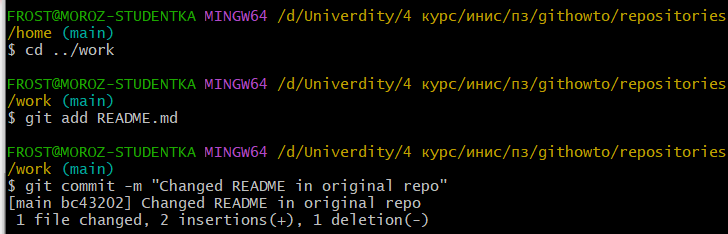 FROST@MOROZ-STUDENTKA MINGW64 /d/Univerdity/4 курс/инис/пз/githowto/repositories
/home (main)
$ cd ../work
FROST@MOROZ-STUDENTKA MINGW64 /d/Univerdity/4 курс/инис/пз/githowto/repositories
/work (main)
$ git add README.md
FROST@MOROZ-STUDENTKA MINGW64 /d/Univerdity/4 курс/инис/пз/githowto/repositories
/work (main)
$ git commit -m "Changed README in original repo"
[main bc43202] Changed README in original repo
 1 file changed, 2 insertions(+), 1 deletion(-)